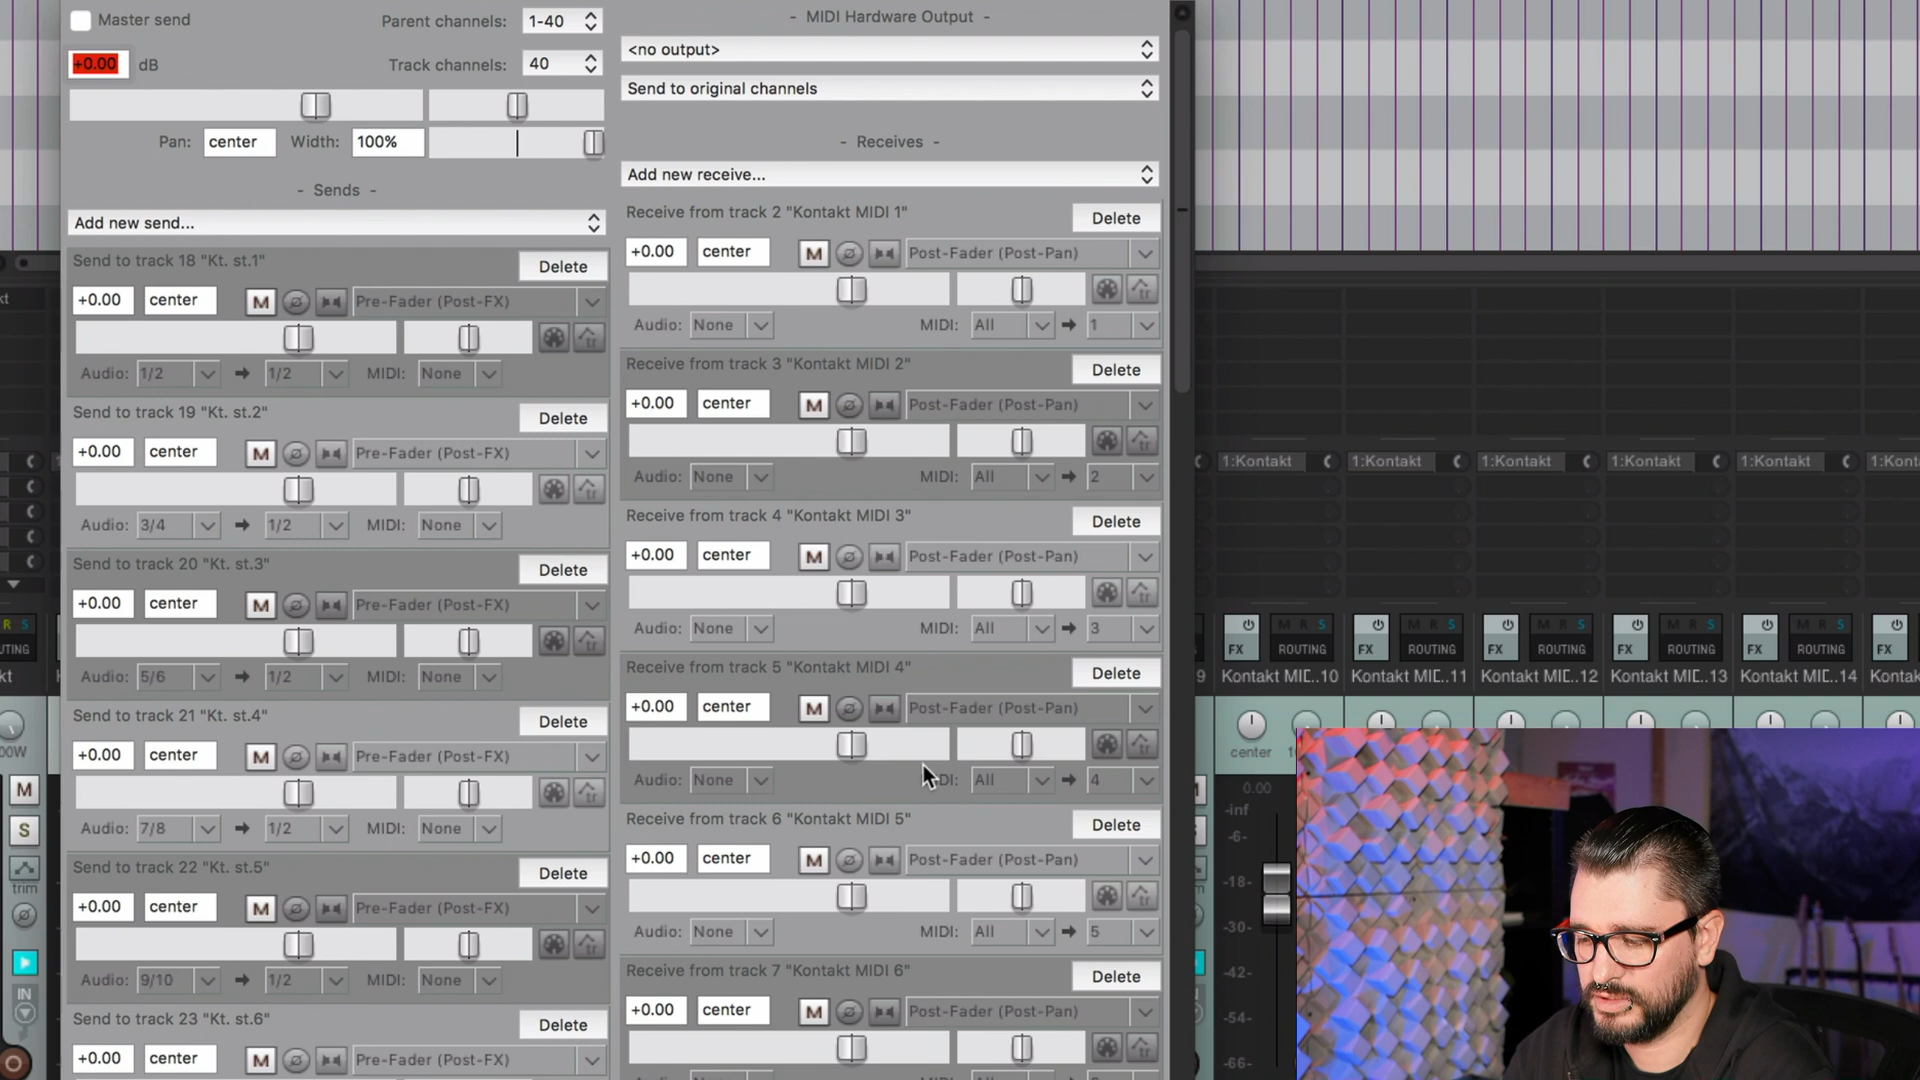 Master send
Parent channels: 1-40
+0.00 dB
Track channels: 40
Pan: center Width: 100%
- Sends -
Add new send...
Send to track 18 "Kt. st.1"
Delete
+0.00 center M Pre-Fader (Post-FX)
Audio: 1/2 1/2 MIDI: None
Send to track 19 "Kt. st.2"
Delete
+0.00 center M Pre-Fader (Post-FX)
Audio: 3/4 1/2 MIDI: None
Send to track 20 "Kt. st.3"
Delete
+0.00 center M Pre-Fader (Post-FX)
Audio: 5/6 1/2 MIDI: None
Send to track 21 "Kt. st.4"
Delete
+0.00 center M Pre-Fader (Post-FX)
Audio: 7/8 1/2 MIDI: None
Send to track 22 "Kt. st.5"
Delete
+0.00 center M Pre-Fader (Post-FX)
Audio: 9/10 1/2 MIDI: None
Send to track 23 "Kt. st.6"
Delete
+0.00 center M Pre-Fader (Post-FX)
- MIDI Hardware Output -
<no output>
Send to original channels
- Receives -
Add new receive...
Receive from track 2 "Kontakt MIDI 1"
Delete
+0.00 center M Post-Fader (Post-Pan)
Audio: None MIDI: All 1
Receive from track 3 "Kontakt MIDI 2"
Delete
+0.00 center M Post-Fader (Post-Pan)
Audio: None MIDI: All 2
Receive from track 4 "Kontakt MIDI 3"
Delete
+0.00 center M Post-Fader (Post-Pan)
Audio: None MIDI: All 3
Receive from track 5 "Kontakt MIDI 4"
Delete
+0.00 center M Post-Fader (Post-Pan)
Audio: None DI: All 4
Receive from track 6 "Kontakt MIDI 5"
Delete
+0.00 center M Post-Fader (Post-Pan)
Audio: None MIDI: All 5
Receive from track 7 "Kontakt MIDI 6"
Delete
+0.00 center M Post-Fader (Post-Pan)
1:Kontakt 1:Kontakt 1:Kontakt 1:Kontakt 1:Kontakt 1:Kont
M R S M R S M R S M R S M R S
FX ROUTING FX ROUTING FX ROUTING FX ROUTING FX ROUTING FX
9 Kontakt MIC..10 Kontakt MIC..11 Kontakt MIC..12 Kontakt MIC..13 Kontakt MIC..14 Konta
center
0.00
-inf
-6-
-18-
-30-
-42-
-54-
-66-
R S
UTING
kt
00W
M
S
trim
IN